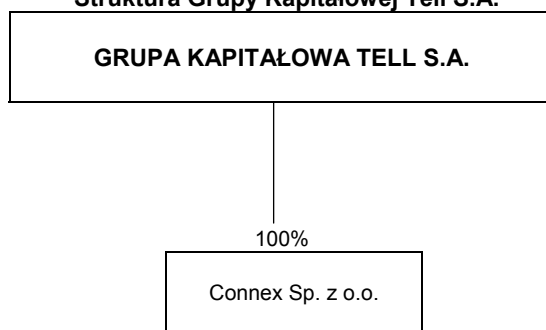 Struktura Grupy Kapitałowej Tell S.A.
GRUPA KAPITAŁOWA TELL S.A.
100%
Connex Sp. z o.o.